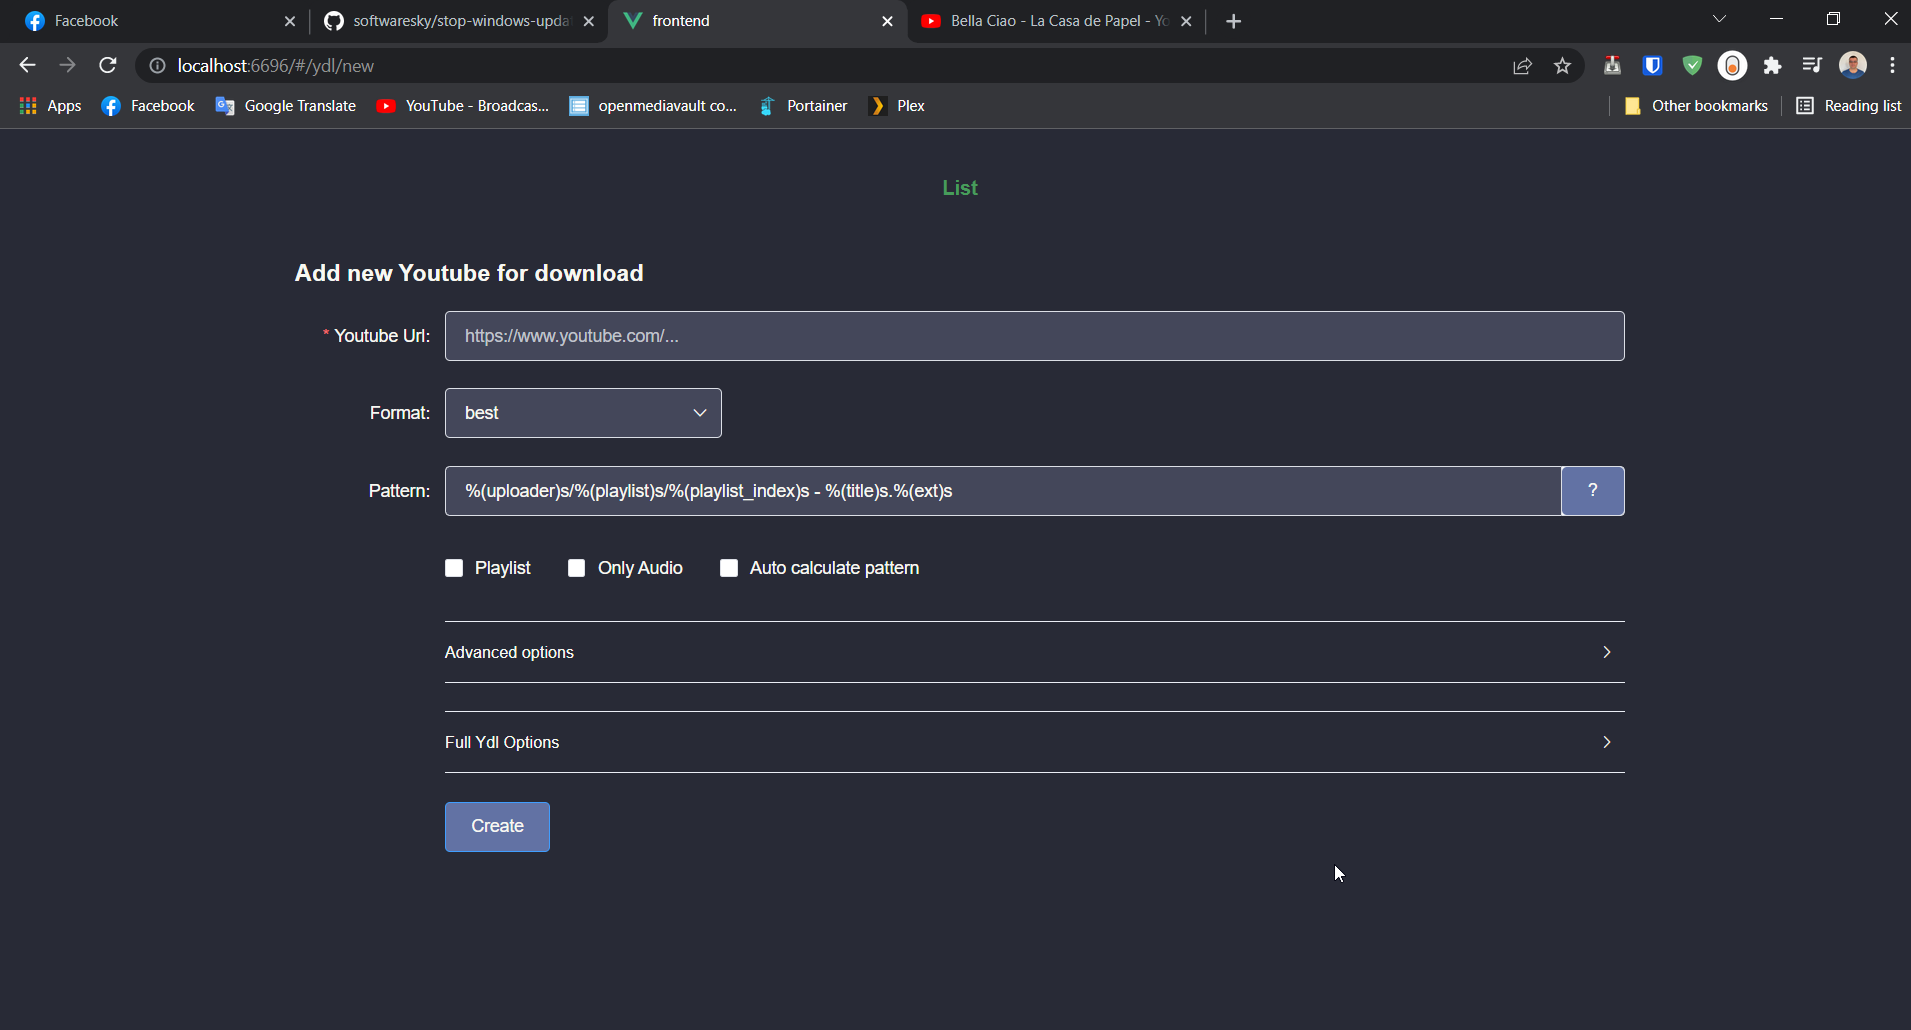 Facebook
softwaresky/stop-windows-updat
frontend
Bella Ciao - La Casa de Papel - Yo
localhost:6696/#/ydl/new
Apps
Facebook
Google Translate
YouTube - Broadcas...
openmediavault co...
Portainer
Plex
Other bookmarks
Reading list
List
Add new Youtube for download
* Youtube Url:
https://www.youtube.com/...
Format:
best
Pattern:
%(uploader)s/%(playlist)s/%(playlist_index)s - %(title)s.%(ext)s
?
Playlist
Only Audio
Auto calculate pattern
Advanced options
Full Ydl Options
Create